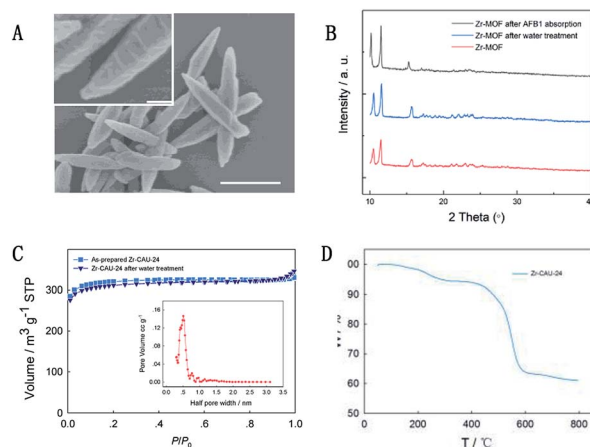 A
B
Zr-MOF after AFB1 absorption
Zr-MOF after water treatment
Zr-MOF
Intensity / a. u.
10 20 30 40
2 Theta (°)
C
As-prepared Zr-CAU-24
Zr-CAU-24 after water treatment
Volume / m³ g⁻¹ STP
0
100
200
300
400
0.0 .2 .4 .6 .8 1.0
P/P₀
Pore Volume cc g⁻¹
.00
.04
.08
.12
.16
0.0 .5 1.0 1.5 2.0 2.5 3.0 3.5
Half pore width / nm
D
Zr-CAU-24
00
90
80
70
60
50
0 200 400 600 800
T / ℃